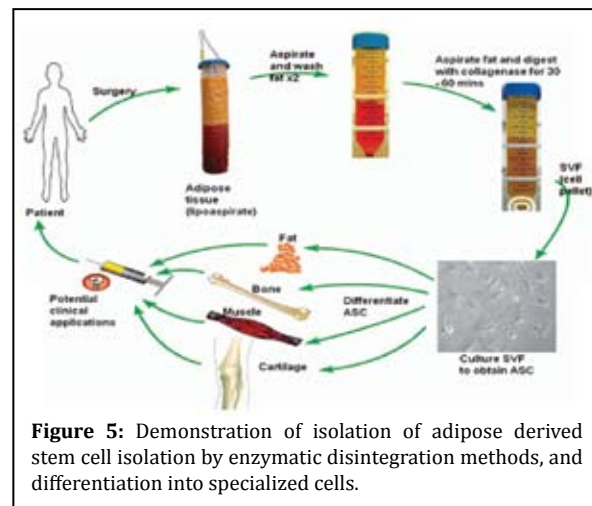 Surgery
Aspirate
and wash
fat x2
Aspirate fat and digest
with collagenase for 30
-60 mins
SVF
(cell
pellet)
Adipose
tissue
(lipoaspirate)
Patient
Fat
Bone
Muscle
Cartilage
Differentiate
ASC
Potential
clinical
applications
Culture SVF
to obtain ASC
Figure 5: Demonstration of isolation of adipose derived
stem cell isolation by enzymatic disintegration methods, and
differentiation into specialized cells.